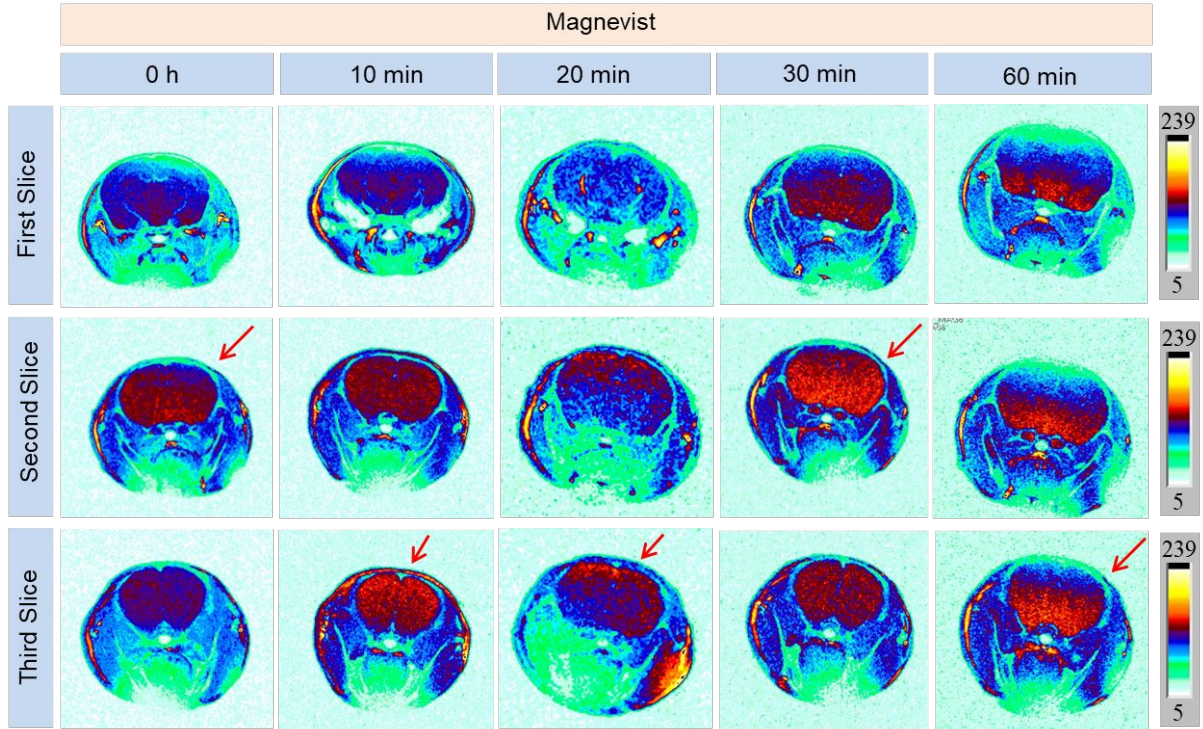 Magnevist
0 h
10 min
20 min
30 min
60 min
First Slice
239
5
Second Slice
239
5
Third Slice
239
5